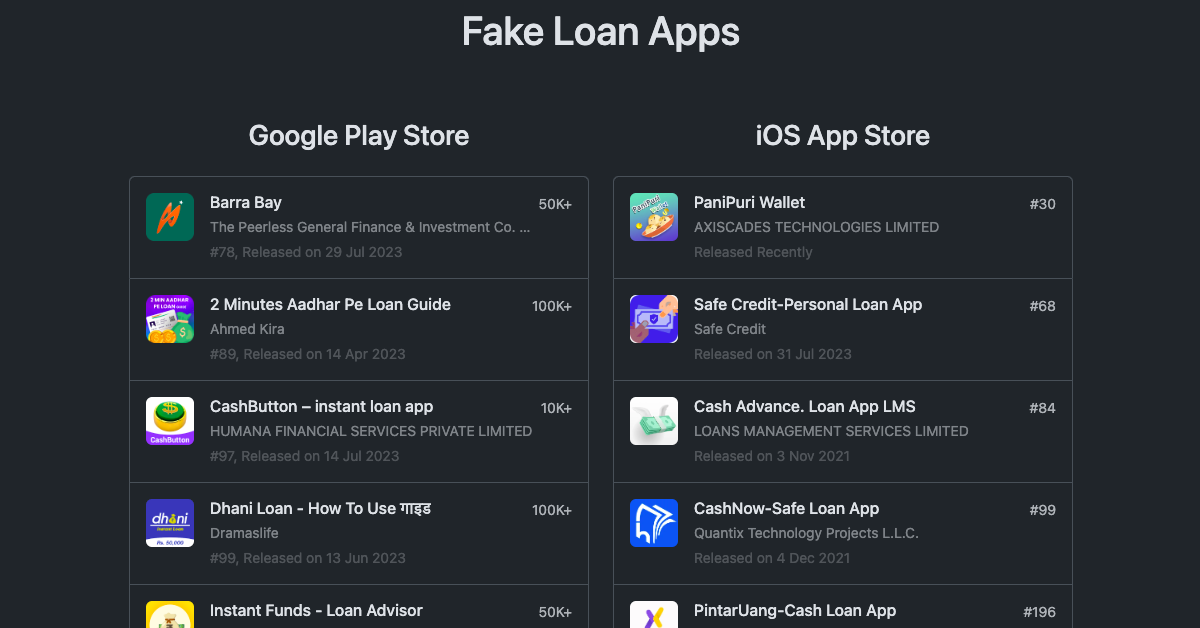 Fake Loan Apps
Google Play Store
Barra Bay
50K+
The Peerless General Finance & Investment Co. ...
#78, Released on 29 Jul 2023
2 MIN AADHAR
PE LOAN
2 Minutes Aadhar Pe Loan Guide
100K+
Ahmed Kira
#89, Released on 14 Apr 2023
CashButton
CashButton – instant loan app
10K+
HUMANA FINANCIAL SERVICES PRIVATE LIMITED
#97, Released on 14 Jul 2023
dhani
Rs. 50,000
Dhani Loan - How To Use गाइड
100K+
Dramaslife
#99, Released on 13 Jun 2023
Instant Funds - Loan Advisor
50K+
iOS App Store
PaniPuri
PaniPuri Wallet
#30
AXISCADES TECHNOLOGIES LIMITED
Released Recently
Safe Credit-Personal Loan App
#68
Safe Credit
Released on 31 Jul 2023
Cash Advance. Loan App LMS
#84
LOANS MANAGEMENT SERVICES LIMITED
Released on 3 Nov 2021
CashNow-Safe Loan App
#99
Quantix Technology Projects L.L.C.
Released on 4 Dec 2021
PintarUang-Cash Loan App
#196